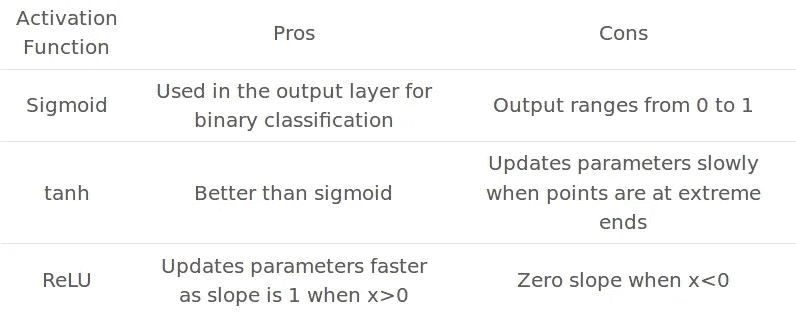 Activation
Function
Pros
Cons
Sigmoid
Used in the output layer for
binary classification
Output ranges from 0 to 1
tanh
Better than sigmoid
Updates parameters slowly
when points are at extreme
ends
ReLU
Updates parameters faster
as slope is 1 when x>0
Zero slope when x<0